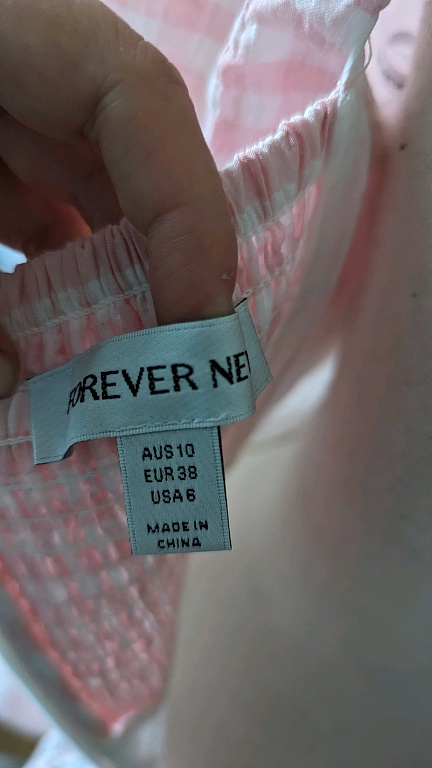 FOREVER NE
AUS 10
EUR 38
USA 6
MADE IN
CHINA